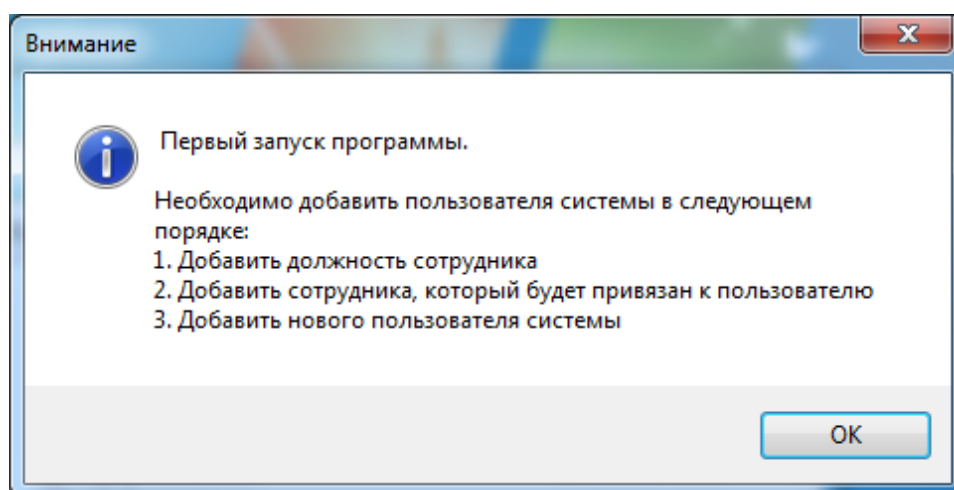 Внимание
Первый запуск программы.
Необходимо добавить пользователя системы в следующем
порядке:
1. Добавить должность сотрудника
2. Добавить сотрудника, который будет привязан к пользователю
3. Добавить нового пользователя системы
ОК